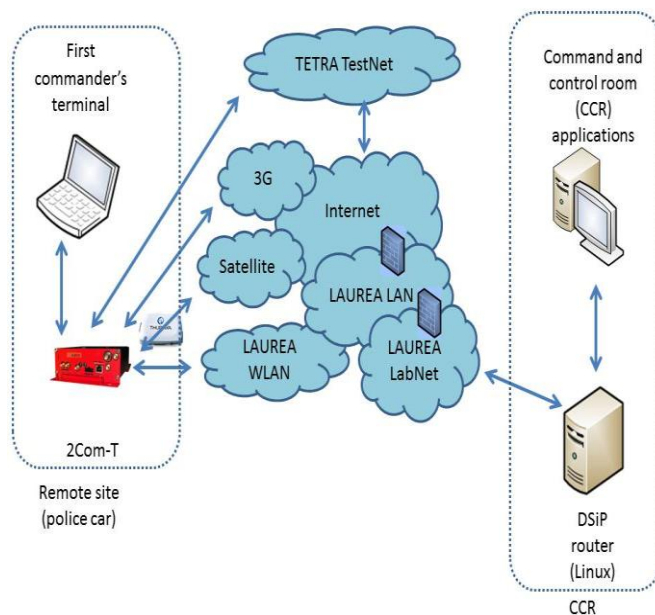 First
commander's
terminal
2Com-T
Remote site
(police car)
TETRA TestNet
3G
Internet
Satellite
LAUREA LAN
LAUREA
WLAN
LAUREA
LabNet
Command and
control room
(CCR)
applications
DSiP
router
(Linux)
CCR